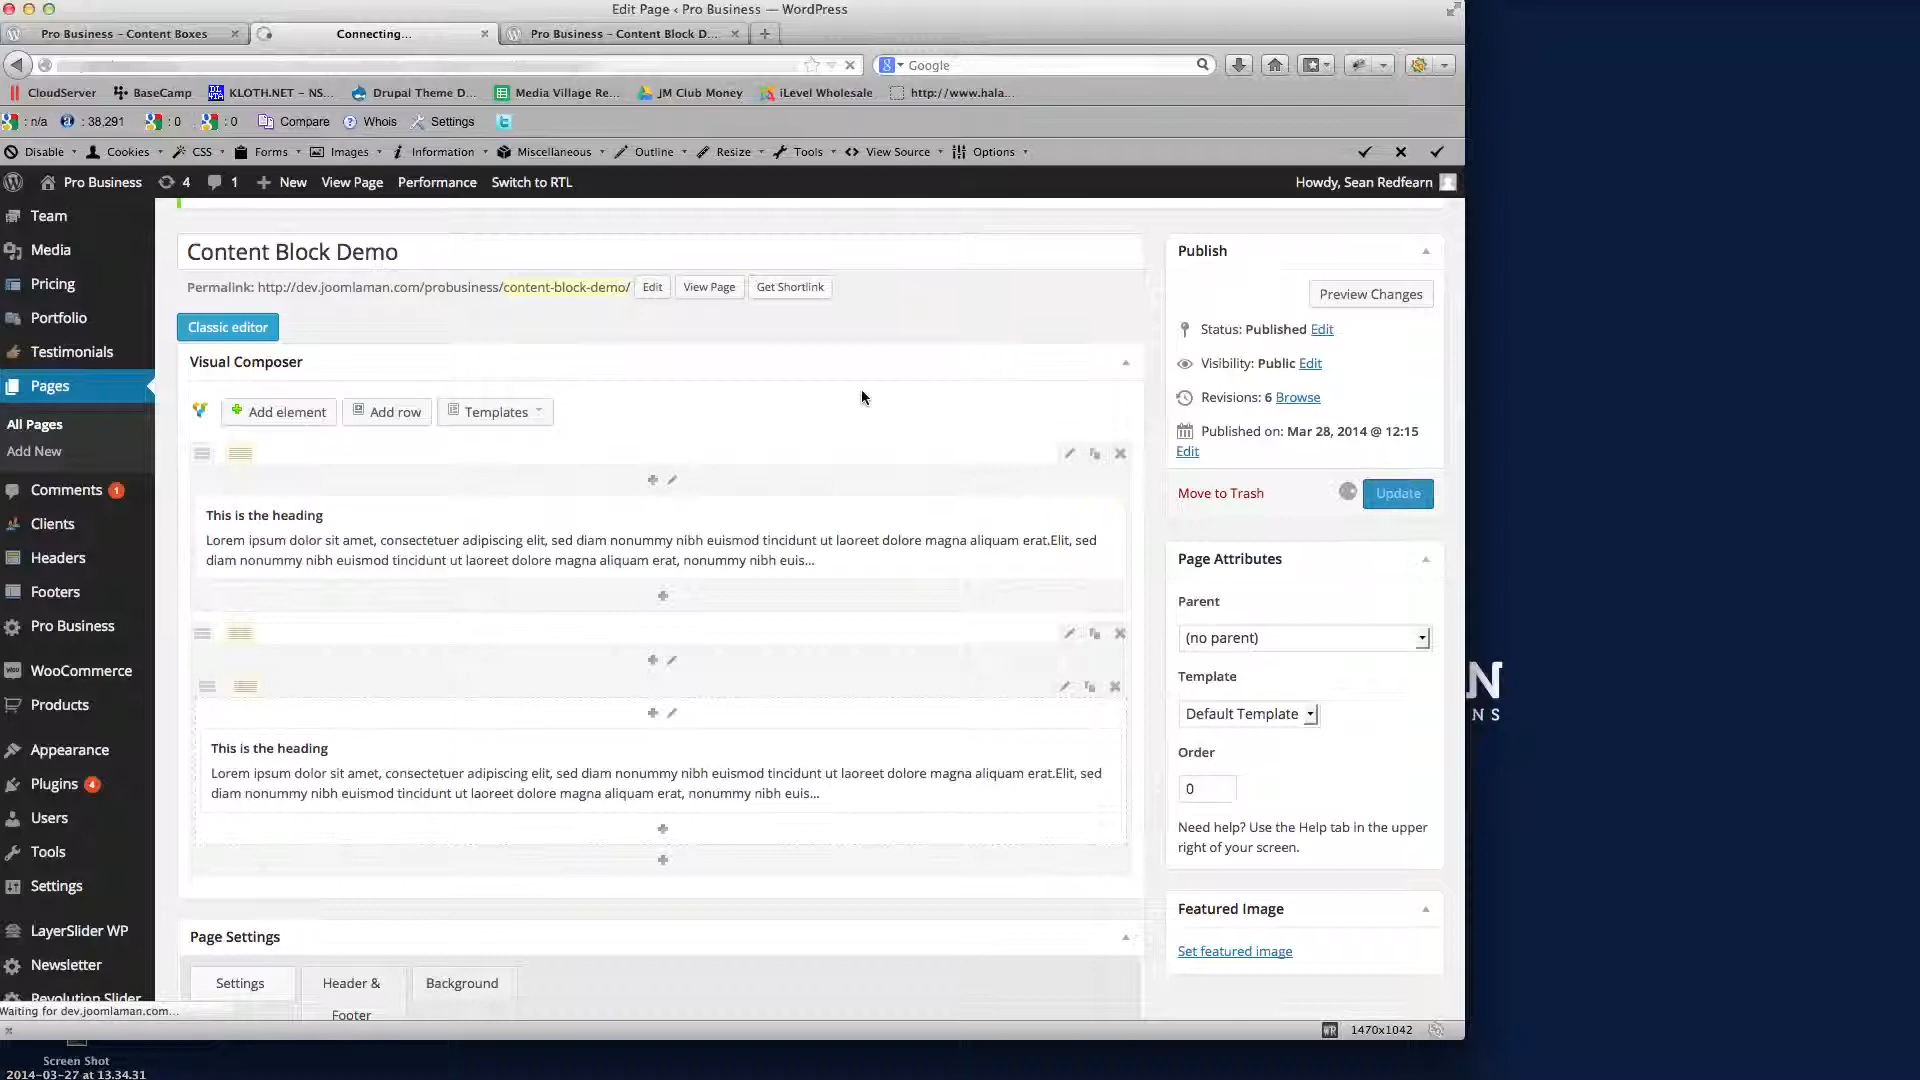 Edit Page ‹ Pro Business — WordPress
Pro Business – Content Boxes
Connecting...
Pro Business – Content Block D...
Google
CloudServer
BaseCamp
KLOTH.NET – NS...
Drupal Theme D...
Media Village Re...
JM Club Money
iLevel Wholesale
http://www.hala...
: n/a
: 38,291
: 0
: 0
Compare
Whois
Settings
Disable
Cookies
CSS
Forms
Images
Information
Miscellaneous
Outline
Resize
Tools
View Source
Options
Pro Business
4
1
New
View Page
Performance
Switch to RTL
Howdy, Sean Redfearn
Team
Media
Pricing
Portfolio
Testimonials
Pages
All Pages
Add New
Comments 1
Clients
Headers
Footers
Pro Business
WooCommerce
Products
Appearance
Plugins 4
Users
Tools
Settings
LayerSlider WP
Newsletter
Revolution Slider
Waiting for dev.joomlaman.com...
Content Block Demo
Permalink: http://dev.joomlaman.com/probusiness/content-block-demo/
Edit
View Page
Get Shortlink
Classic editor
Visual Composer
Add element
Add row
Templates
This is the heading
Lorem ipsum dolor sit amet, consectetuer adipiscing elit, sed diam nonummy nibh euismod tincidunt ut laoreet dolore magna aliquam erat.Elit, sed
diam nonummy nibh euismod tincidunt ut laoreet dolore magna aliquam erat, nonummy nibh euis...
This is the heading
Lorem ipsum dolor sit amet, consectetuer adipiscing elit, sed diam nonummy nibh euismod tincidunt ut laoreet dolore magna aliquam erat.Elit, sed
diam nonummy nibh euismod tincidunt ut laoreet dolore magna aliquam erat, nonummy nibh euis...
Page Settings
Settings
Header &
Footer
Background
Publish
Preview Changes
Status: Published Edit
Visibility: Public Edit
Revisions: 6 Browse
Published on: Mar 28, 2014 @ 12:15
Edit
Move to Trash
Update
Page Attributes
Parent
(no parent)
Template
Default Template
Order
0
Need help? Use the Help tab in the upper
right of your screen.
Featured Image
Set featured image
1470x1042
N
NS
Screen Shot
2014-03-27 at 13.34.31